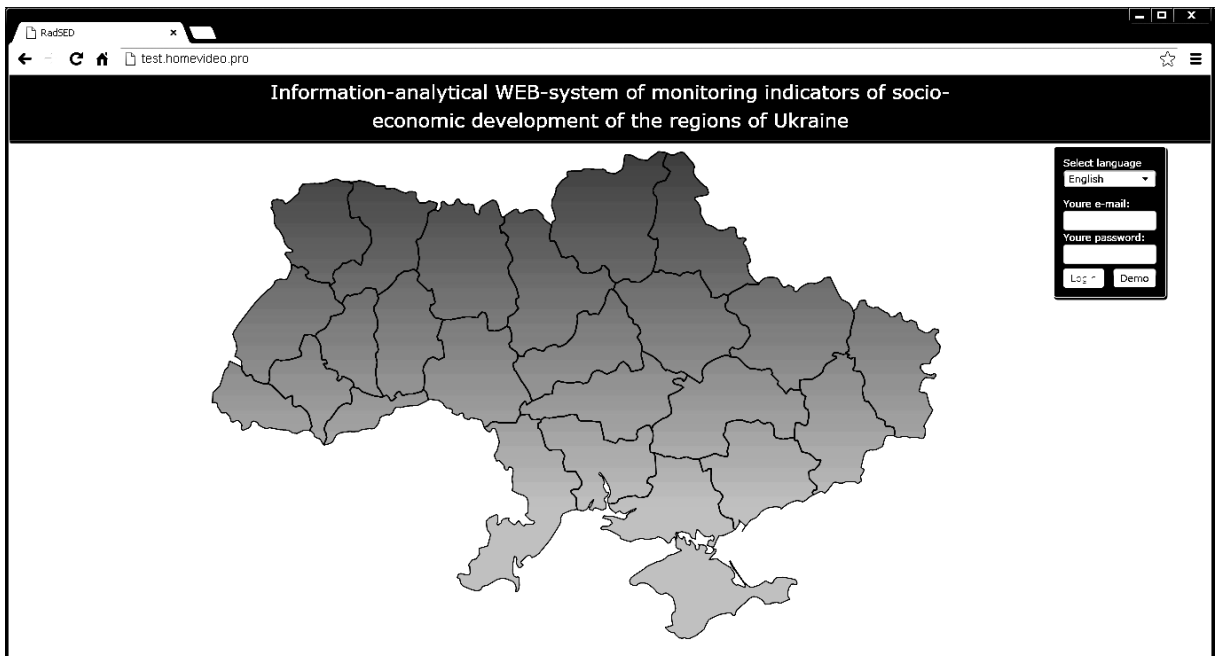 RadSED
test.homevideo.pro
Information-analytical WEB-system of monitoring indicators of socio-
economic development of the regions of Ukraine
Select language
English
Youre e-mail:
Youre password:
Login Demo